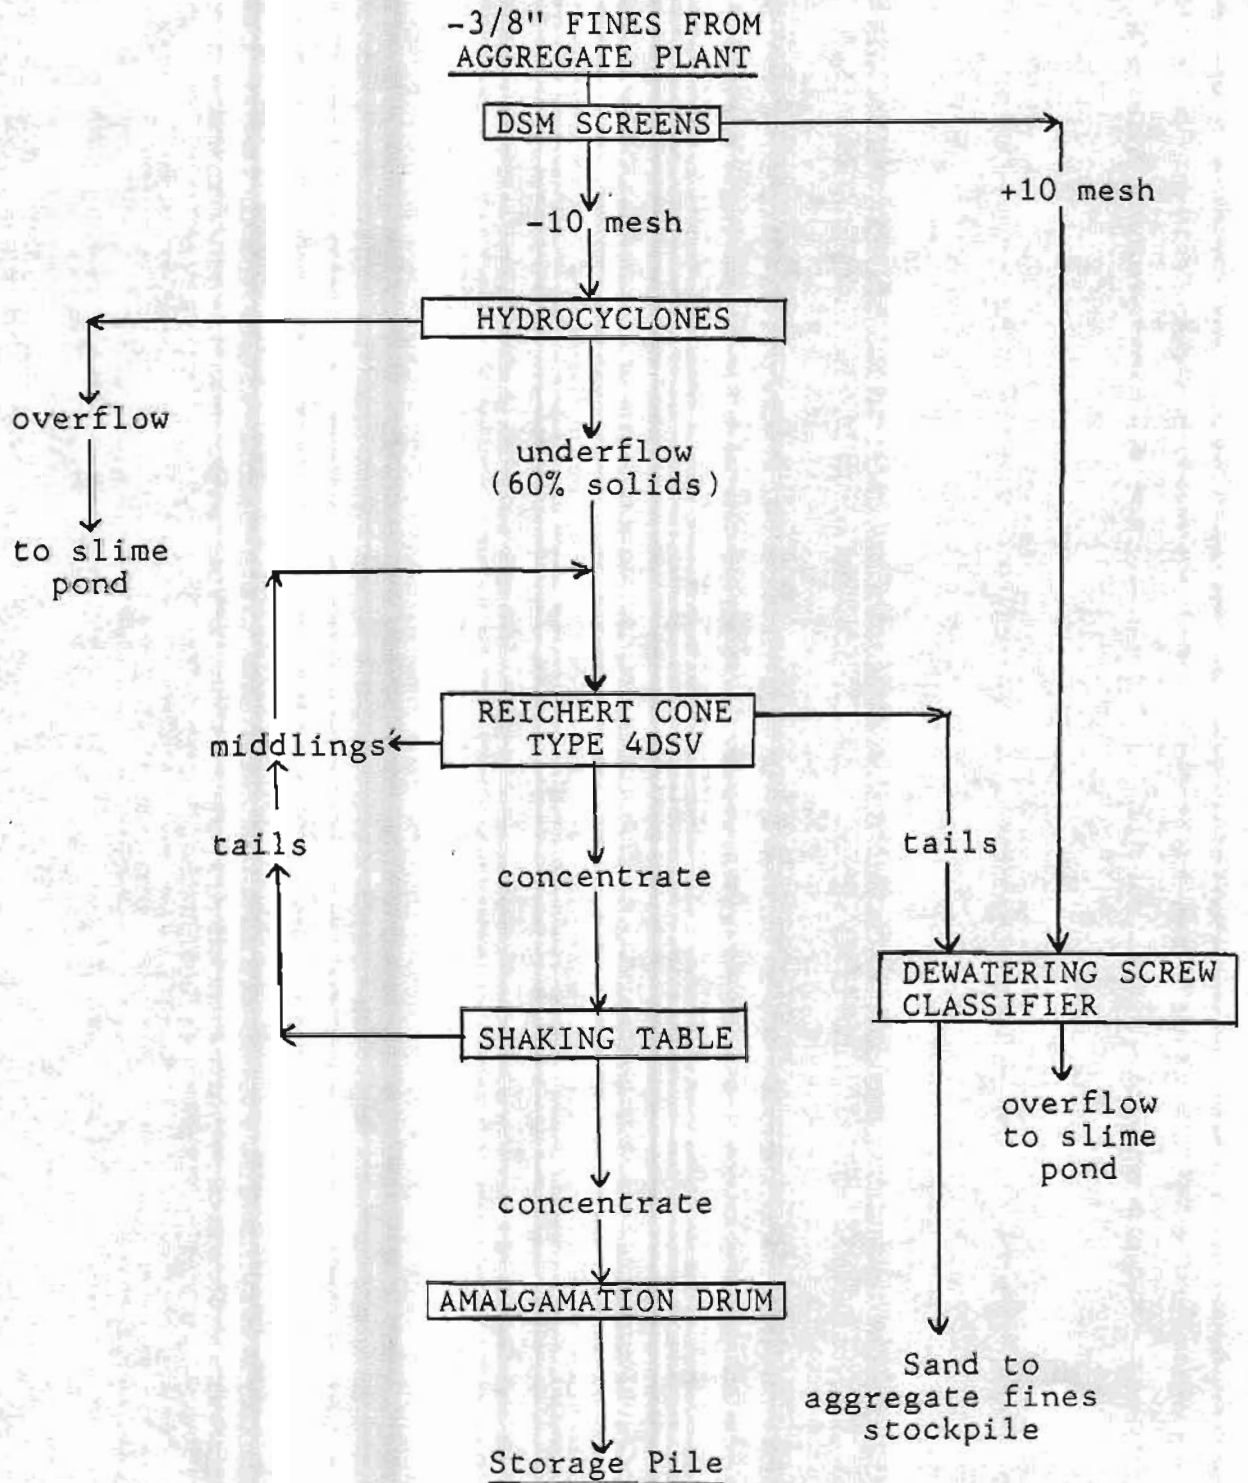 -3/8" FINES FROM
AGGREGATE PLANT
DSM SCREENS
+10 mesh
-10 mesh
HYDROCYCLONES
overflow
underflow
(60% solids)
to slime
pond
REICHERT CONE
TYPE 4DSV
middlings
tails
tails
concentrate
DEWATERING SCREW
CLASSIFIER
SHAKING TABLE
overflow
to slime
pond
concentrate
AMALGAMATION DRUM
Sand to
aggregate fines
stockpile
Storage Pile